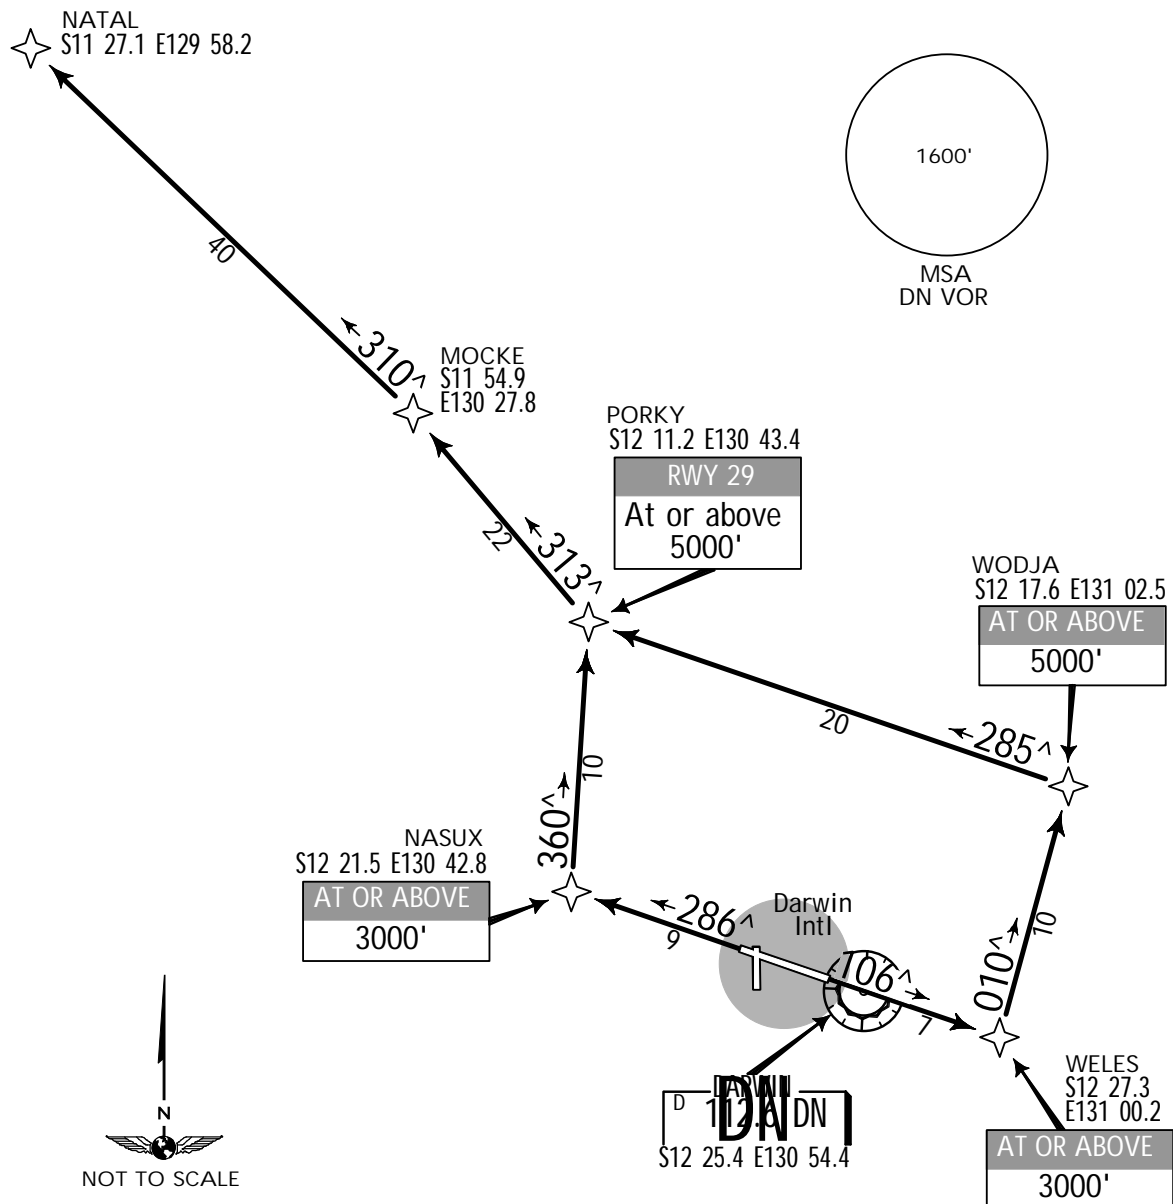 NATAL
S11 27.1 E129 58.2
1600'
MSA
DN VOR
40
310^
MOCKE
S11 54.9
E130 27.8
PORKY
S12 11.2 E130 43.4
RWY 29
At or above
5000'
22
313^
WODJA
S12 17.6 E131 02.5
AT OR ABOVE
5000'
20
285^
10
360^
NASUX
S12 21.5 E130 42.8
AT OR ABOVE
3000'
286^
9
Darwin
Intl
106^
7
010^
10
WELES
S12 27.3
E131 00.2
AT OR ABOVE
3000'
DARWIN
D 112.6 DN
DN
S12 25.4 E130 54.4
N
NOT TO SCALE